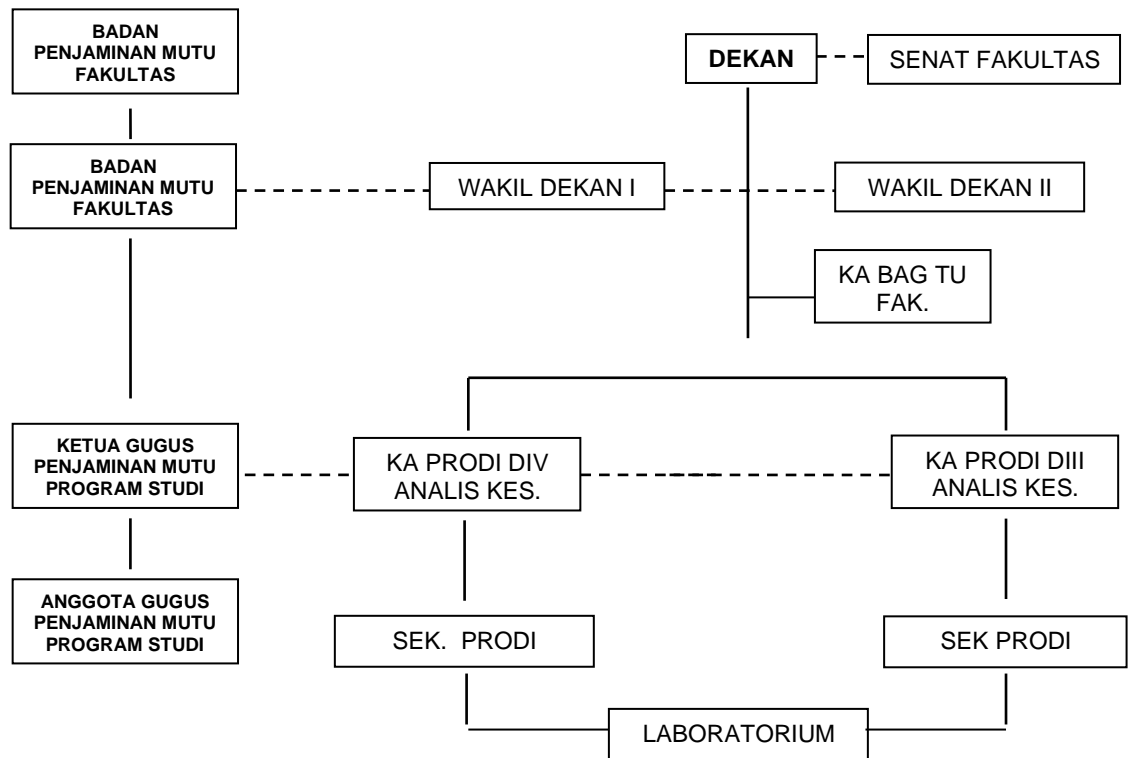 BADAN
PENJAMINAN MUTU
FAKULTAS
DEKAN
SENAT FAKULTAS
BADAN
PENJAMINAN MUTU
FAKULTAS
WAKIL DEKAN I
WAKIL DEKAN II
KA BAG TU
FAK.
KETUA GUGUS
PENJAMINAN MUTU
PROGRAM STUDI
KA PRODI DIV
ANALIS KES.
KA PRODI DIII
ANALIS KES.
ANGGOTA GUGUS
PENJAMINAN MUTU
PROGRAM STUDI
SEK. PRODI
SEK PRODI
LABORATORIUM